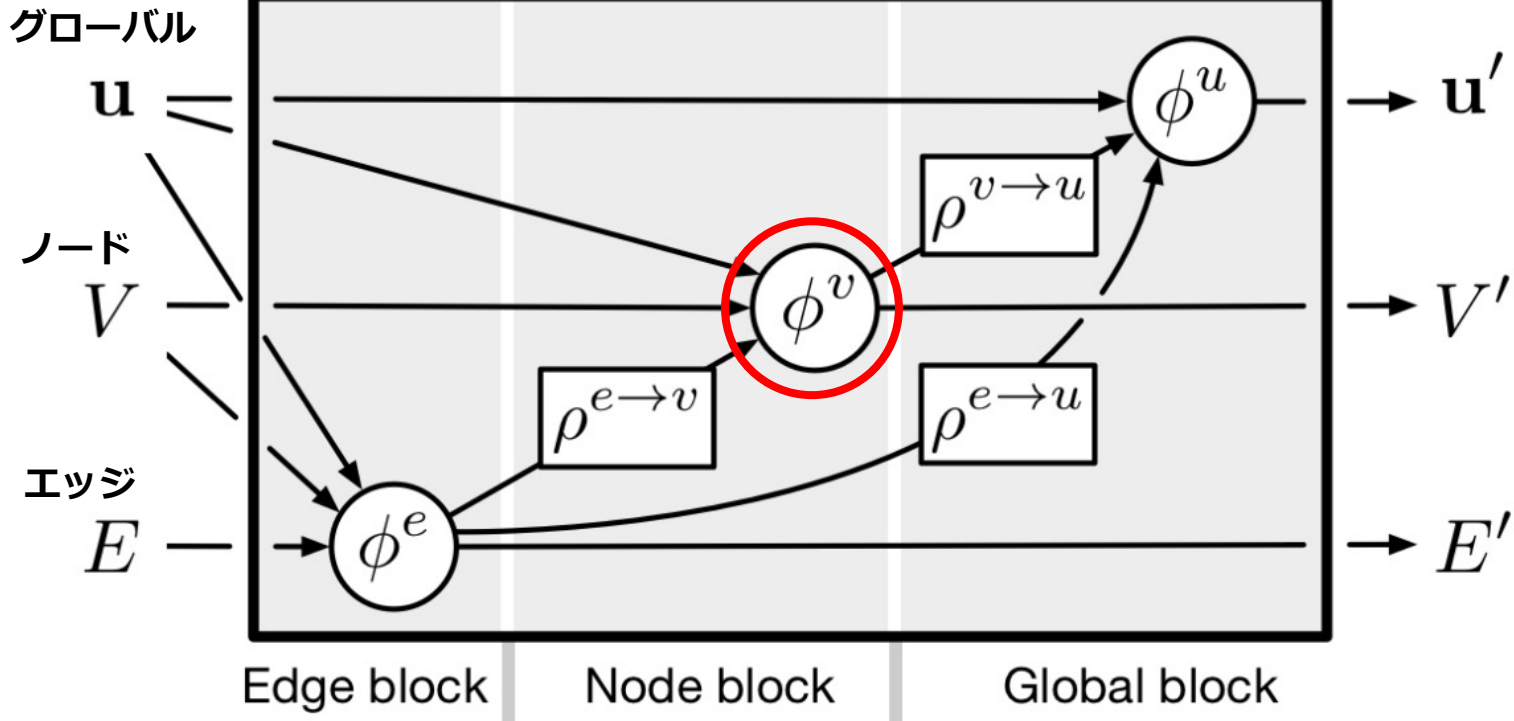 グローバル
u
ϕ^u
u′
ρ^{v→u}
ノード
V
ϕ^v
V′
ρ^{e→v}
ρ^{e→u}
エッジ
E
ϕ^e
E′
Edge block
Node block
Global block